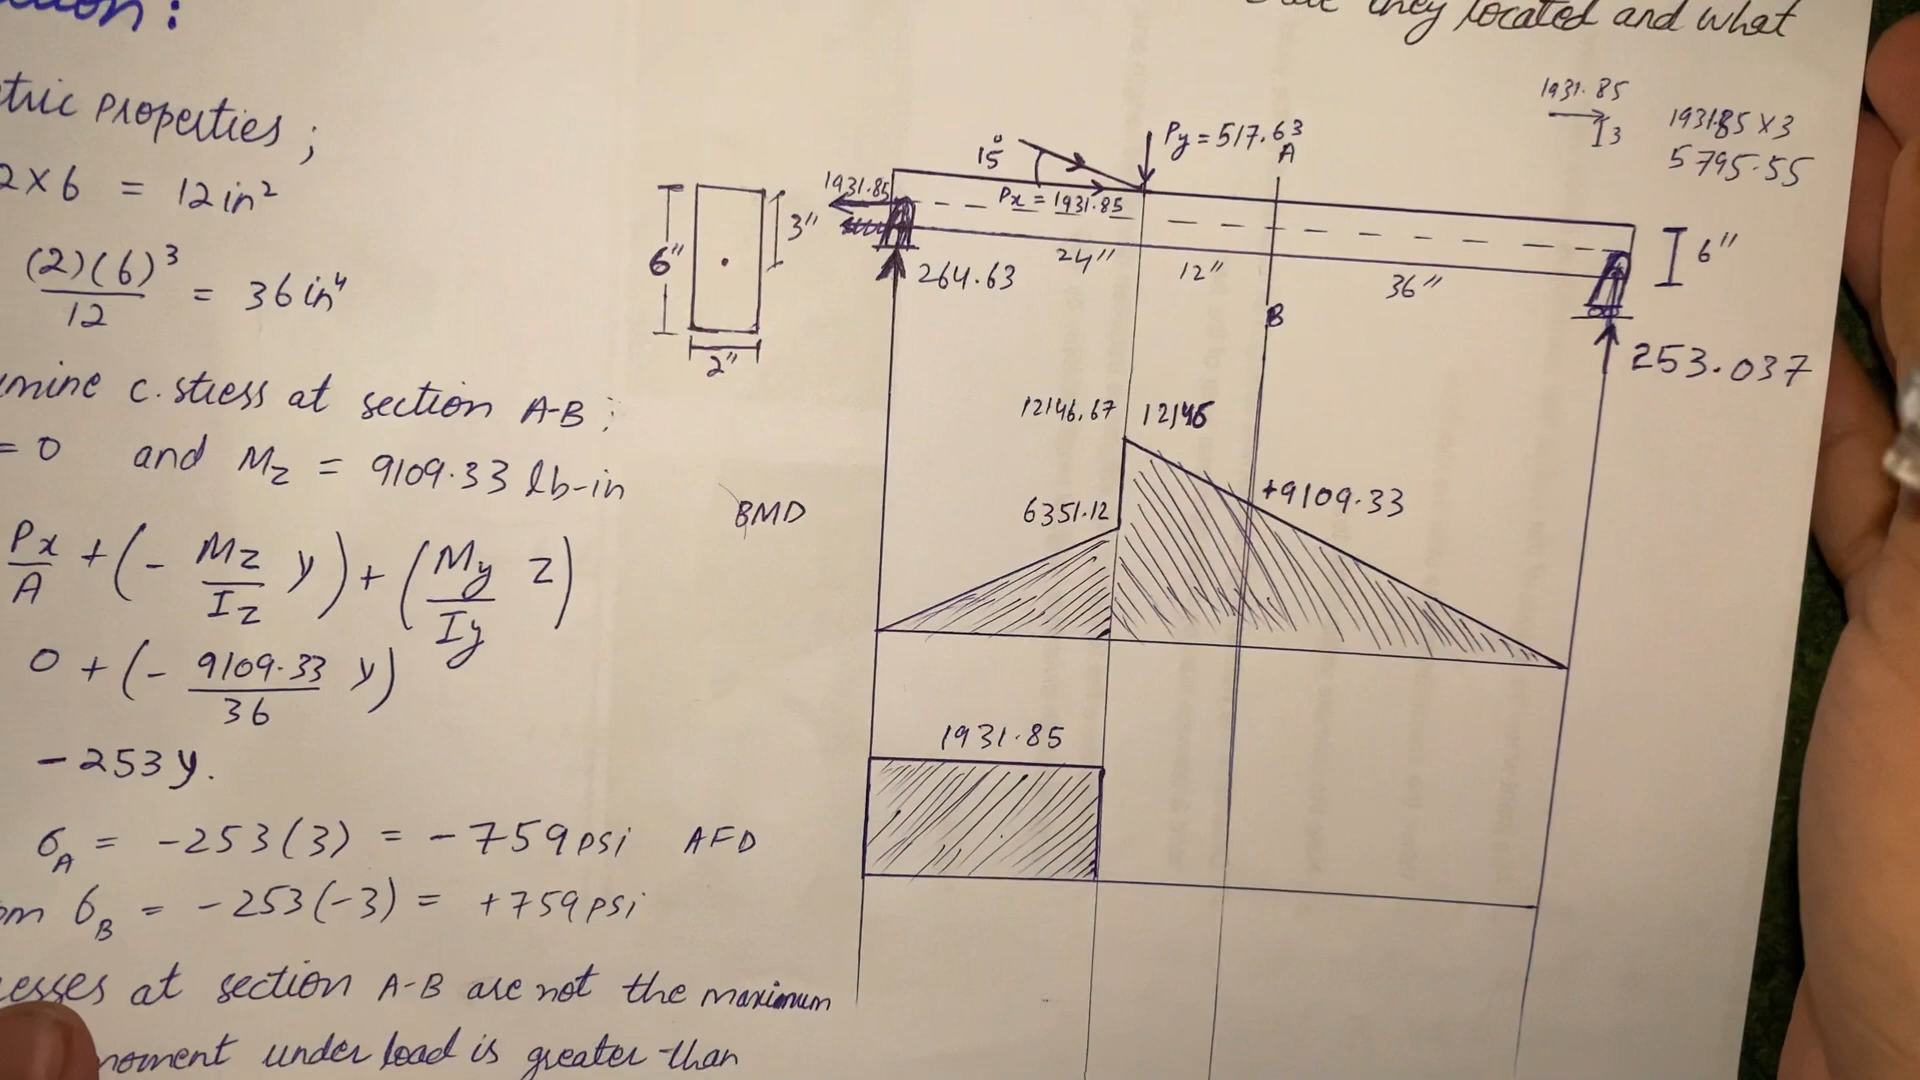 they located and what
Properties ;
2 x 6 = 12 in²
(2)(6)³
12
= 36 in⁴
c. stress at section A-B ;
= 0 and Mz = 9109.33 lb-in
Px
A
+ (- Mz
Iz
y) + (My
Iy
z)
0 + (- 9109.33
36
y)
-253y.
σA = -253(3) = -759 psi
σB = -253(-3) = +759 psi
at section A-B are not the maximum
moment under load is greater than
6"
3"
2"
1931.85
15°
Py = 517.63
A
Px = 1931.85
24"
12"
36"
6"
264.63
B
253.037
1931.85
3
1931.85 x 3
5795.55
BMD
12146.67
12146
6351.12
+9109.33
AFD
1931.85